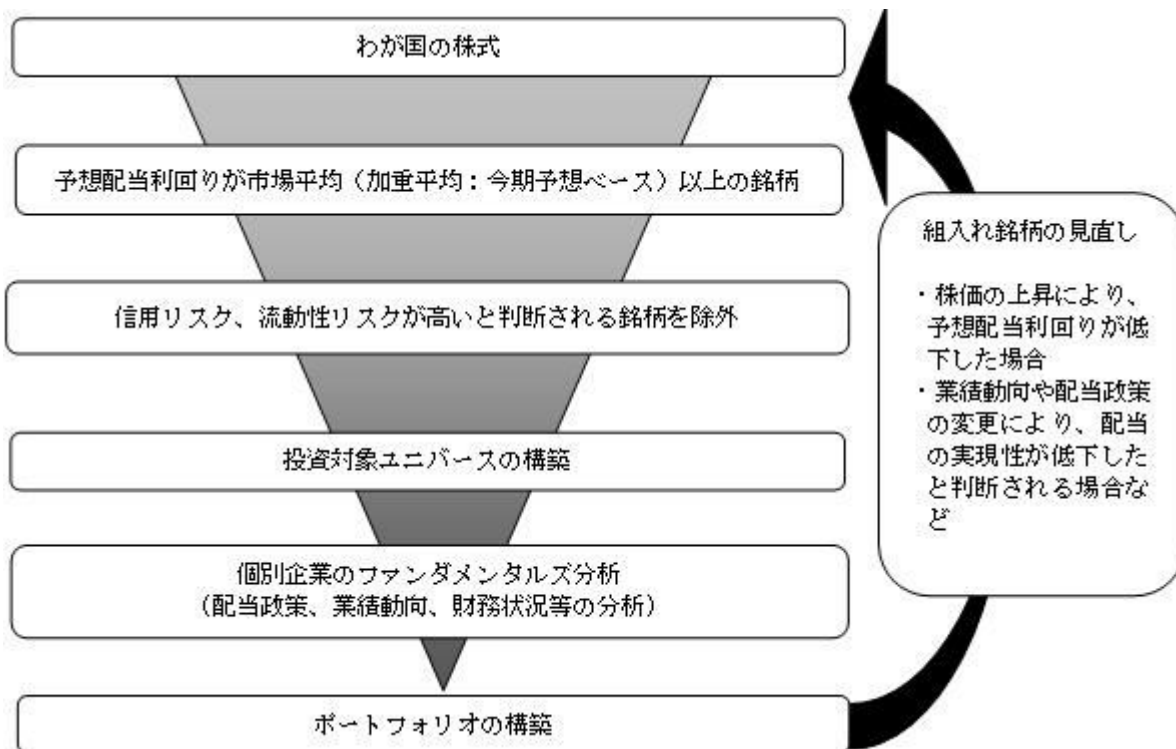 わが国の株式
予想配当利回りが市場平均（加重平均：今期予想ベース）以上の銘柄
信用リスク、流動性リスクが高いと判断される銘柄を除外
投資対象ユニバースの構築
個別企業のファンダメンタルズ分析
（配当政策、業績動向、財務状況等の分析）
ポートフォリオの構築
組入れ銘柄の見直し
・株価の上昇により、
予想配当利回りが低
下した場合
・業績動向や配当政策
の変更により、配当
の実現性が低下した
と判断される場合な
ど